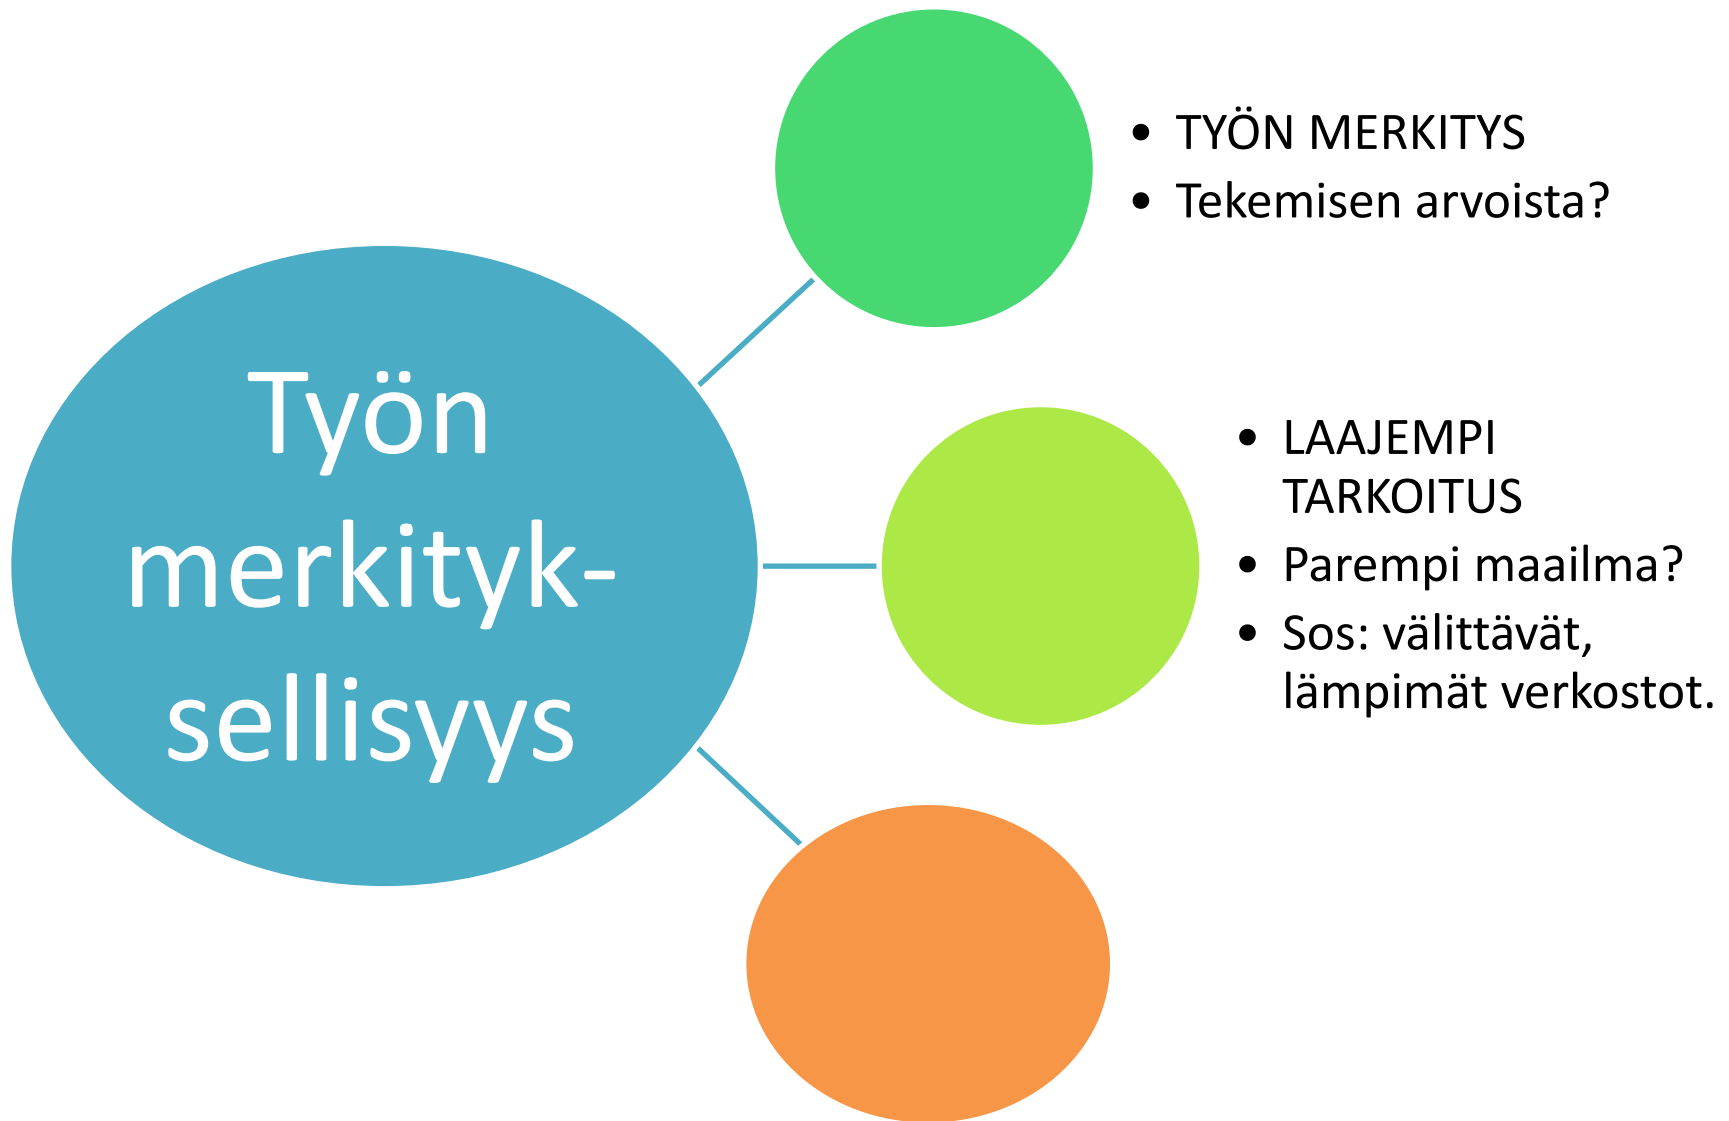 Työn
merkityk-
sellisyys
• TYÖN MERKITYS
• Tekemisen arvoista?
• LAAJEMPI
TARKOITUS
• Parempi maailma?
• Sos: välittävät,
lämpimät verkostot.